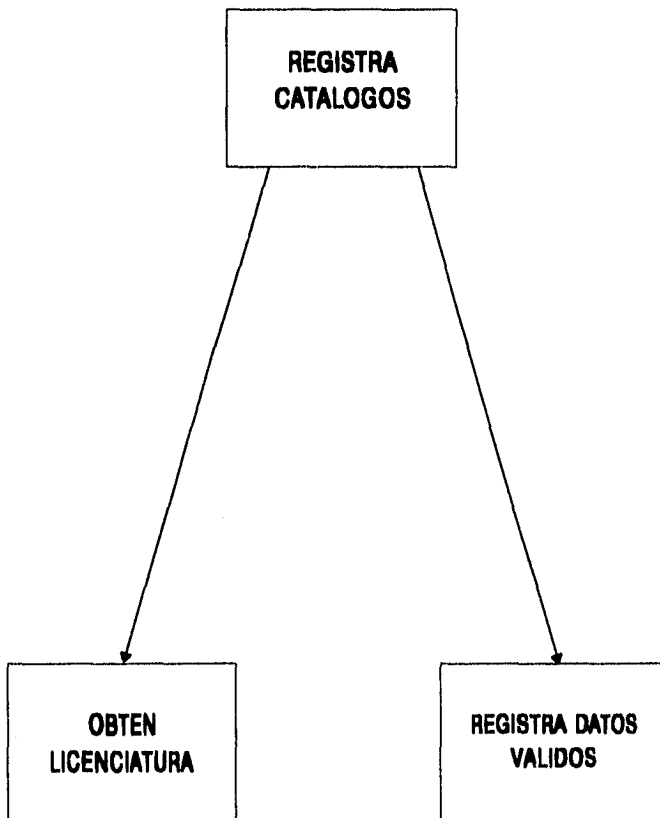 REGISTRA
CATALOGOS
OBTEN
LICENCIATURA
REGISTRA DATOS
VALIDOS